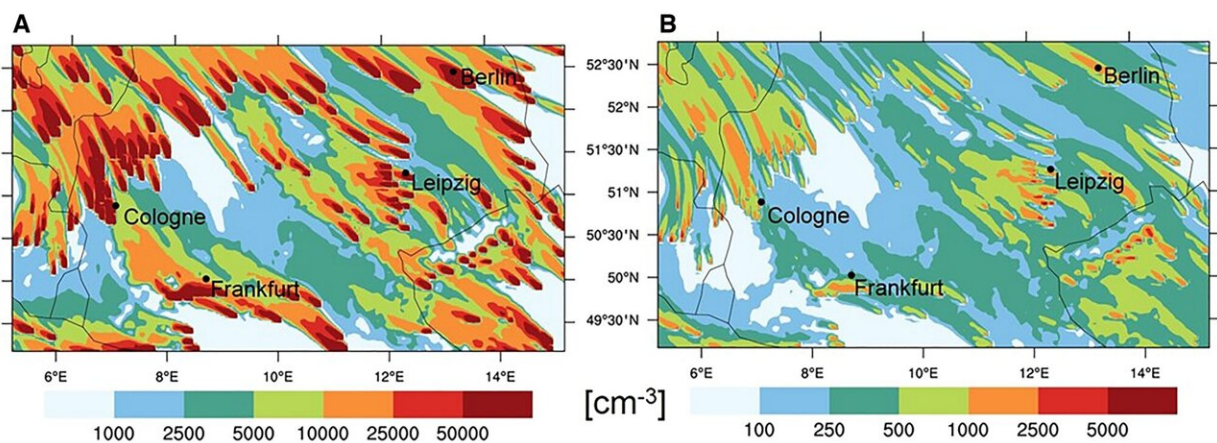 A
B
Berlin
Leipzig
Cologne
Frankfurt
6°E 8°E 10°E 12°E 14°E
1000 2500 5000 10000 25000 50000
52°30'N
52°N
51°30'N
51°N
50°30'N
50°N
49°30'N
[cm-3]
Berlin
Leipzig
Cologne
Frankfurt
6°E 8°E 10°E 12°E 14°E
100 250 500 1000 2500 5000